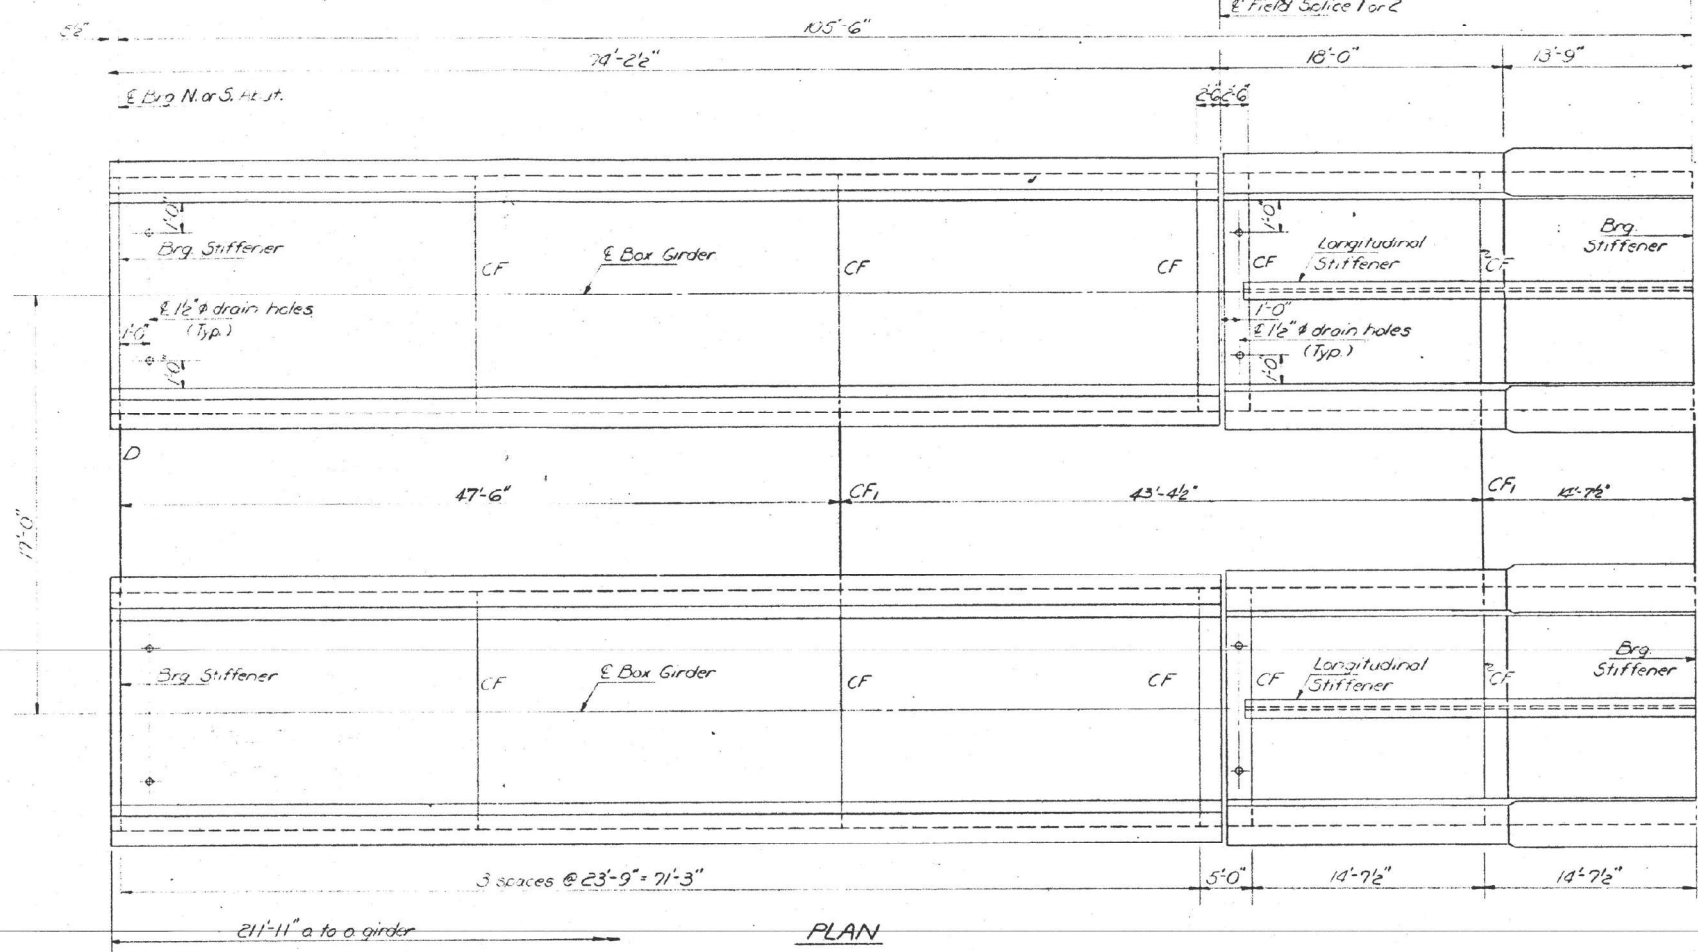 ℄ Field Splice 1 or 2
5½"
105'-6"
74'-2½"
18'-0"
13'-9"
℄ Brg N. or S. Abut.
2'-6" 2'-6"
1'-0"
1'-0"
Brg. Stiffener
CF
℄ Box Girder
CF
CF
CF
Longitudinal
Stiffener
CF
Brg.
Stiffener
℄ 1½" ϕ drain holes
(Typ.)
1'-0"
1'-0"
1'-0"
℄ 1½" ϕ drain holes
(Typ.)
1'-0"
D
47'-6"
CF₁
43'-4½"
CF₁
14'-7½"
17'-0"
Brg Stiffener
CF
℄ Box Girder
CF
CF
CF
Longitudinal
Stiffener
CF
Brg.
Stiffener
3 spaces @ 23'-9" = 71'-3"
5'-0"
14'-7½"
14'-7½"
211'-11" o to o girder
PLAN